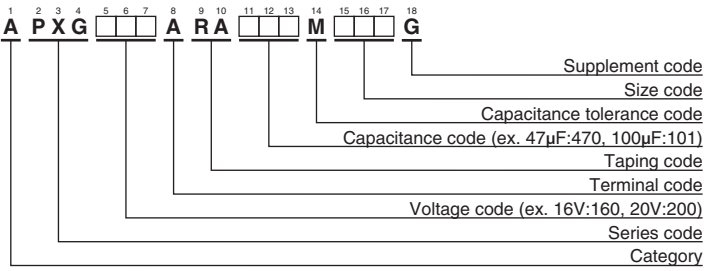 1 2 3 4 5 6 7 8 9 10 11 12 13 14 15 16 17 18
A P X G □□□ A R A □□□ M □□□ G
Supplement code
Size code
Capacitance tolerance code
Capacitance code (ex. 47µF:470, 100µF:101)
Taping code
Terminal code
Voltage code (ex. 16V:160, 20V:200)
Series code
Category